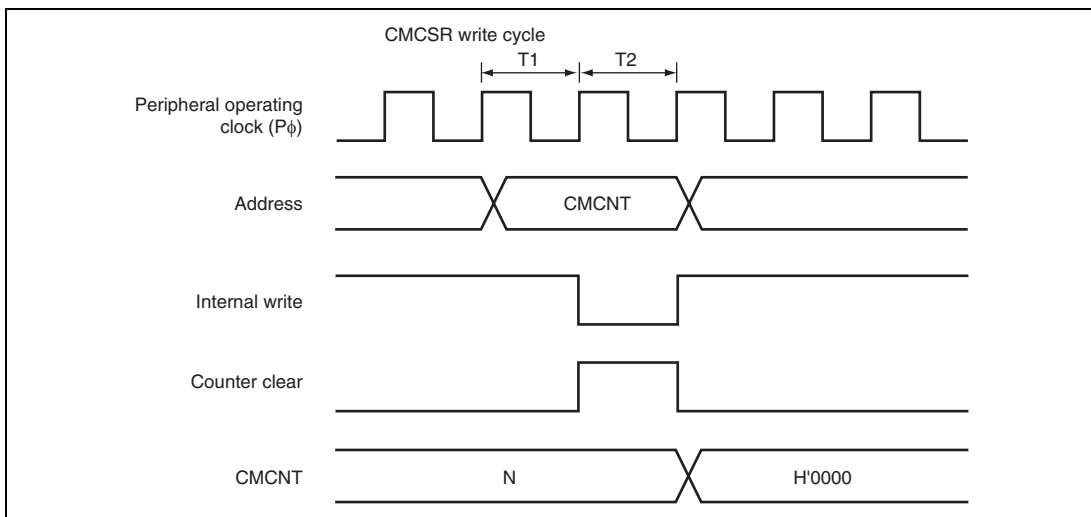 CMCSR write cycle
T1 T2
Peripheral operating
clock (Pϕ)
Address CMCNT
Internal write
Counter clear
CMCNT N H'0000